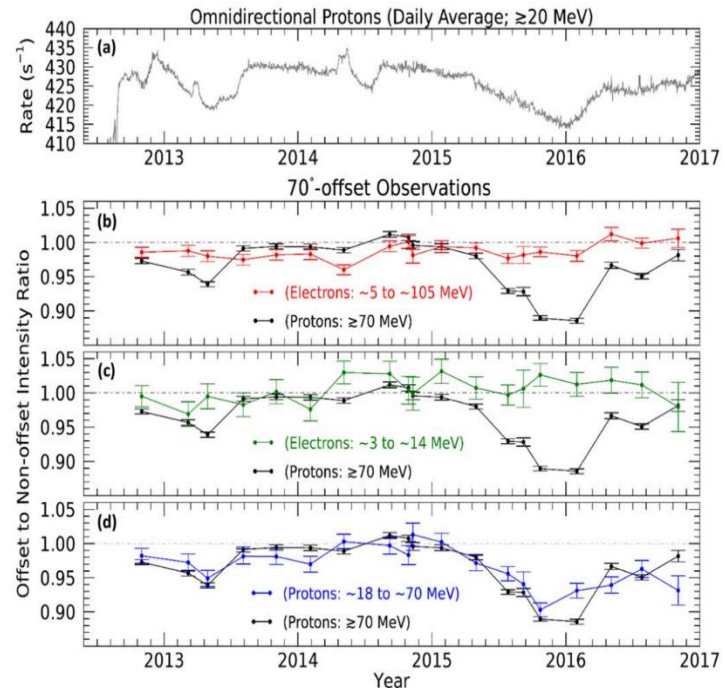 Omnidirectional Protons (Daily Average; ≳20 MeV)
(a)
Rate (s⁻¹)
440
435
430
425
420
415
410
2013 2014 2015 2016 2017
70°-offset Observations
Offset to Non-offset Intensity Ratio
(b)
1.05
1.00
0.95
0.90
(Electrons: ~5 to ~105 MeV)
(Protons: ≳70 MeV)
(c)
1.05
1.00
0.95
0.90
(Electrons: ~3 to ~14 MeV)
(Protons: ≳70 MeV)
(d)
1.05
1.00
0.95
0.90
(Protons: ~18 to ~70 MeV)
(Protons: ≳70 MeV)
2013 2014 2015 2016 2017
Year